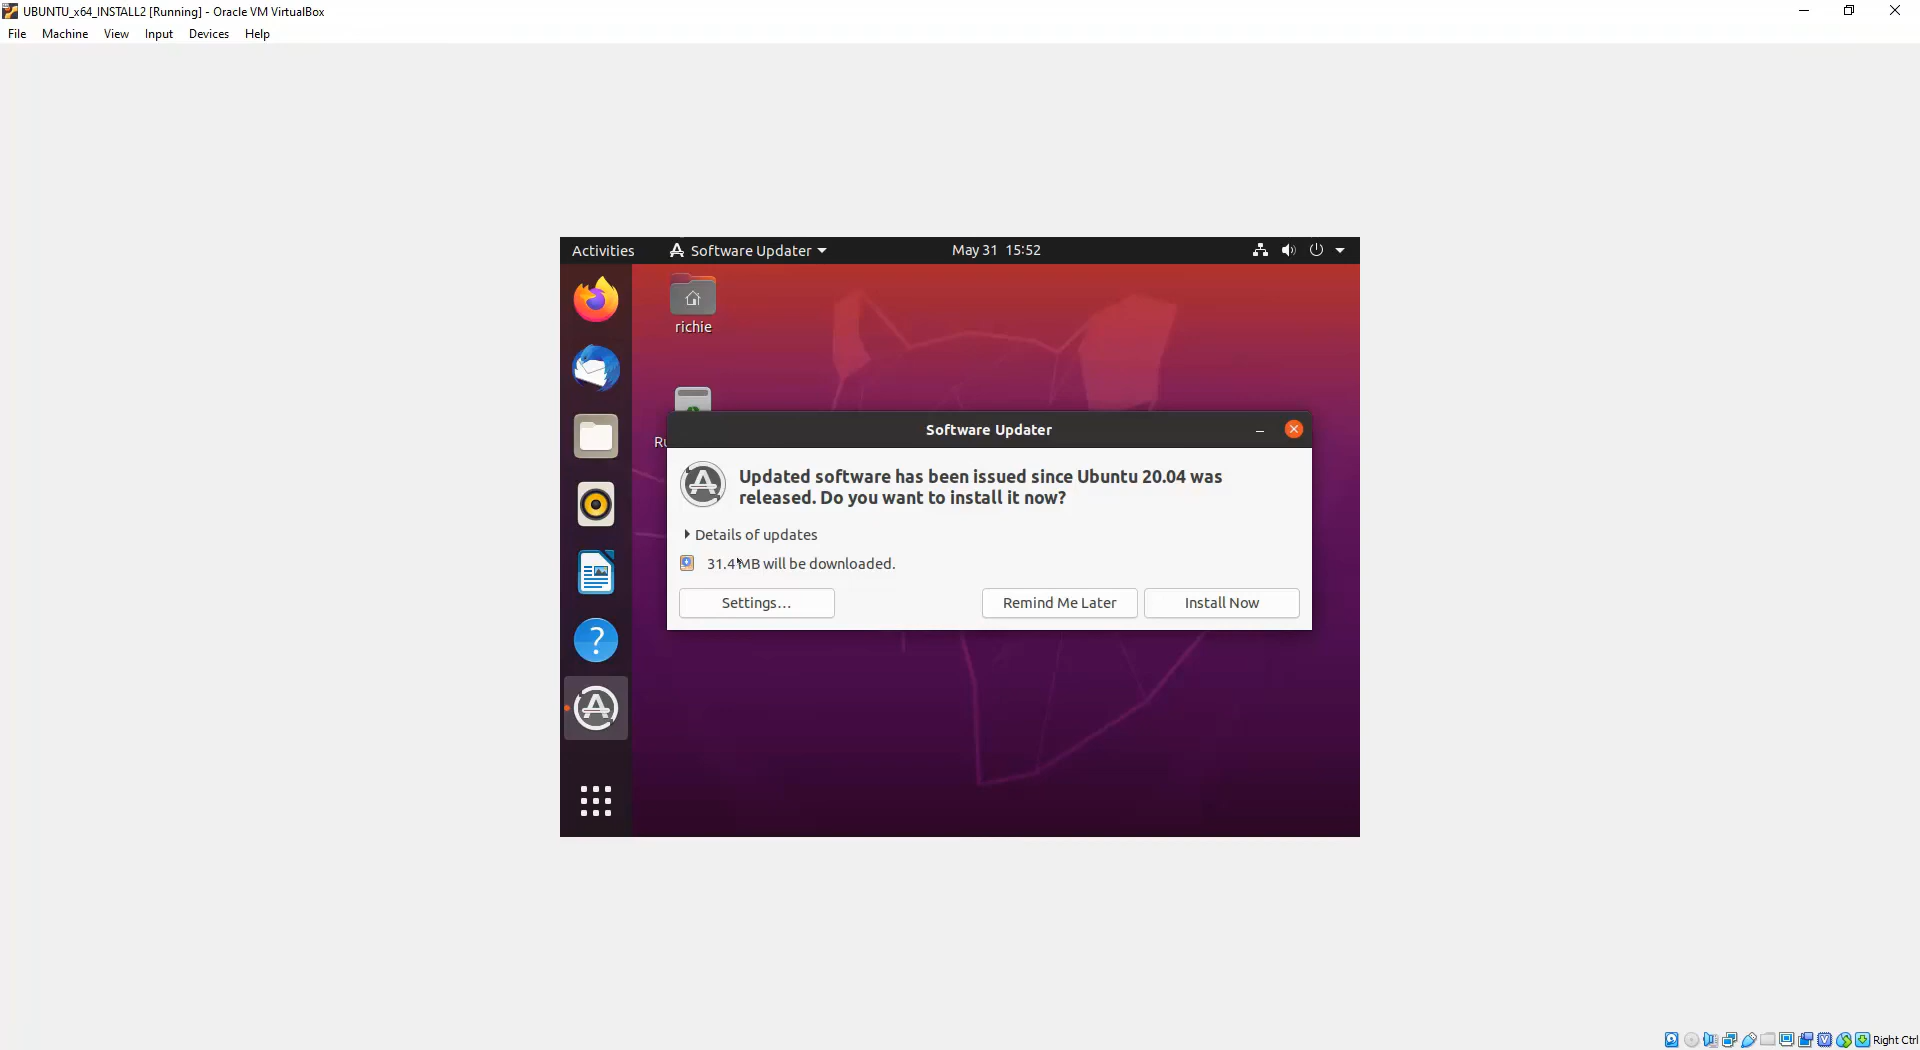 UBUNTU_x64_INSTALL2 [Running] - Oracle VM VirtualBox
File Machine View Input Devices Help
Activities Software Updater May 31 15:52
richie
Software Updater
Updated software has been issued since Ubuntu 20.04 was
released. Do you want to install it now?
Details of updates
31.4 MB will be downloaded.
Settings...
Remind Me Later
Install Now
Right Ctrl